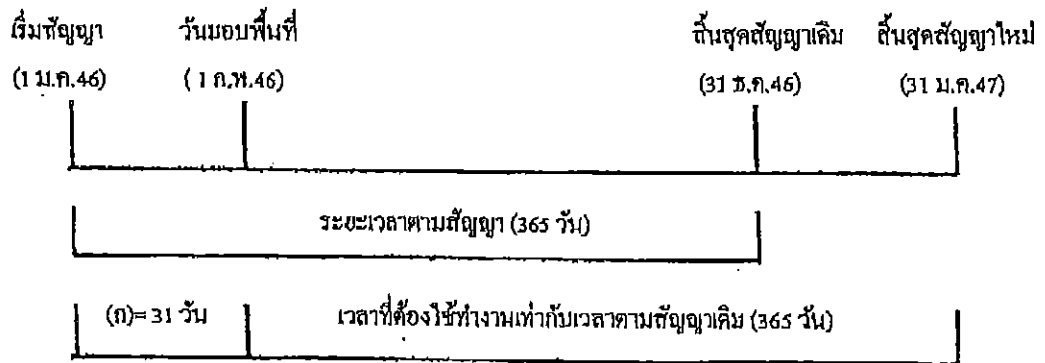 เริ่มสัญญา วันมอบพื้นที่ สิ้นสุดสัญญาเดิม สิ้นสุดสัญญาใหม่
(1 ม.ค.46) ( 1 ก.พ.46) (31 ธ.ค.46) (31 ม.ค.47)
ระยะเวลาตามสัญญา (365 วัน)
(ก)= 31 วัน เวลาที่ต้องใช้ทำงานเท่ากับเวลาตามสัญญาเดิม (365 วัน)